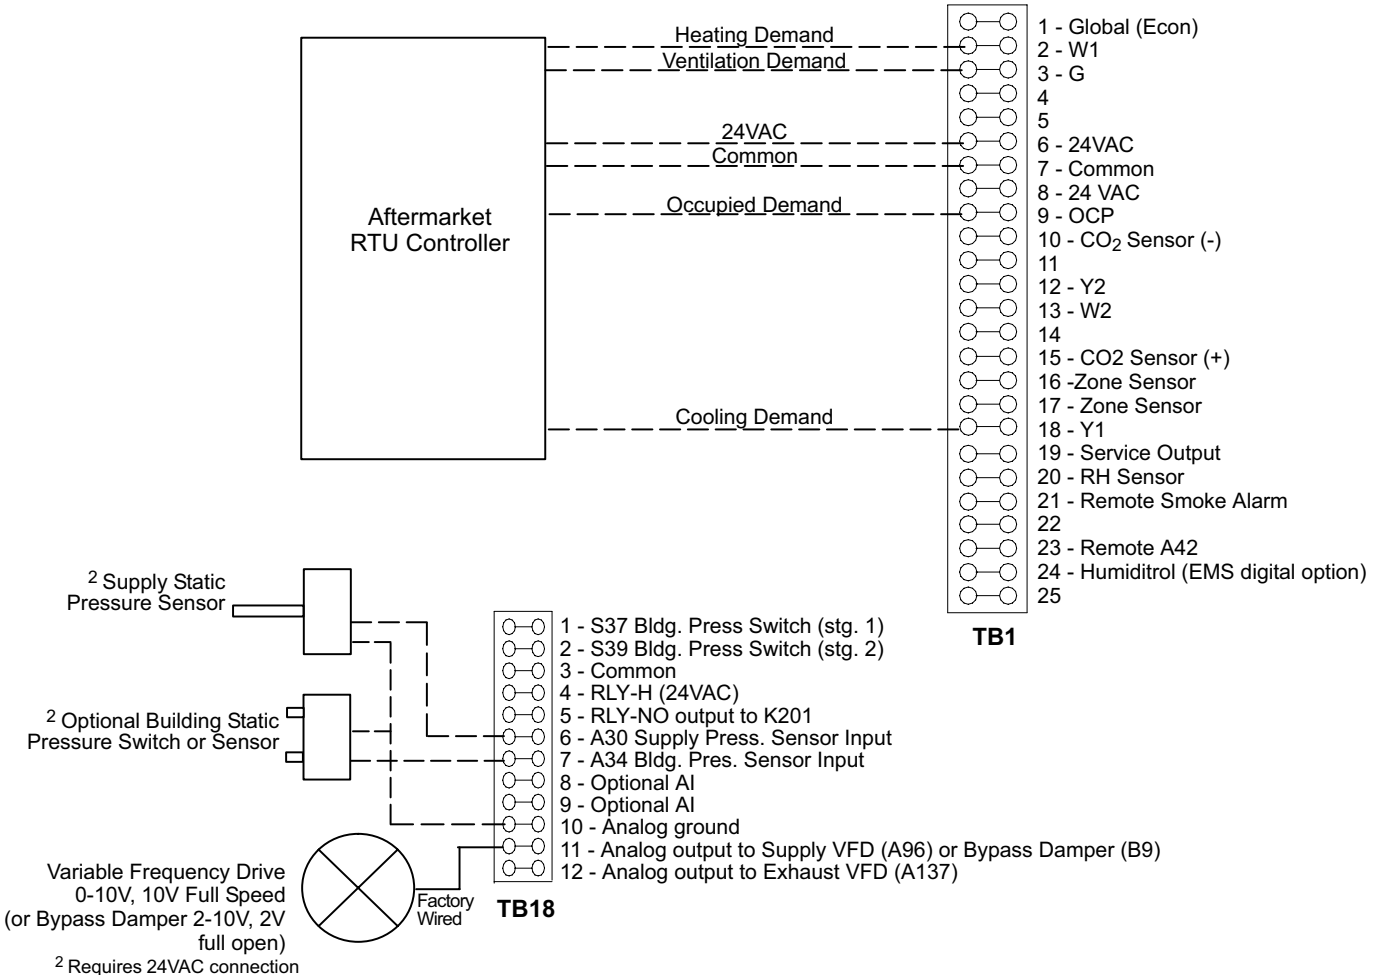 Heating Demand
Ventilation Demand
24VAC
Common
Occupied Demand
Cooling Demand
Aftermarket
RTU Controller
1 - Global (Econ)
2 - W1
3 - G
4
5
6 - 24VAC
7 - Common
8 - 24 VAC
9 - OCP
10 - CO2 Sensor (-)
11
12 - Y2
13 - W2
14
15 - CO2 Sensor (+)
16 -Zone Sensor
17 - Zone Sensor
18 - Y1
19 - Service Output
20 - RH Sensor
21 - Remote Smoke Alarm
22
23 - Remote A42
24 - Humiditrol (EMS digital option)
25
TB1
2 Supply Static
Pressure Sensor
2 Optional Building Static
Pressure Switch or Sensor
1 - S37 Bldg. Press Switch (stg. 1)
2 - S39 Bldg. Press Switch (stg. 2)
3 - Common
4 - RLY-H (24VAC)
5 - RLY-NO output to K201
6 - A30 Supply Press. Sensor Input
7 - A34 Bldg. Pres. Sensor Input
8 - Optional AI
9 - Optional AI
10 - Analog ground
11 - Analog output to Supply VFD (A96) or Bypass Damper (B9)
12 - Analog output to Exhaust VFD (A137)
TB18
Factory
Wired
Variable Frequency Drive
0-10V, 10V Full Speed
(or Bypass Damper 2-10V, 2V
full open)
2 Requires 24VAC connection